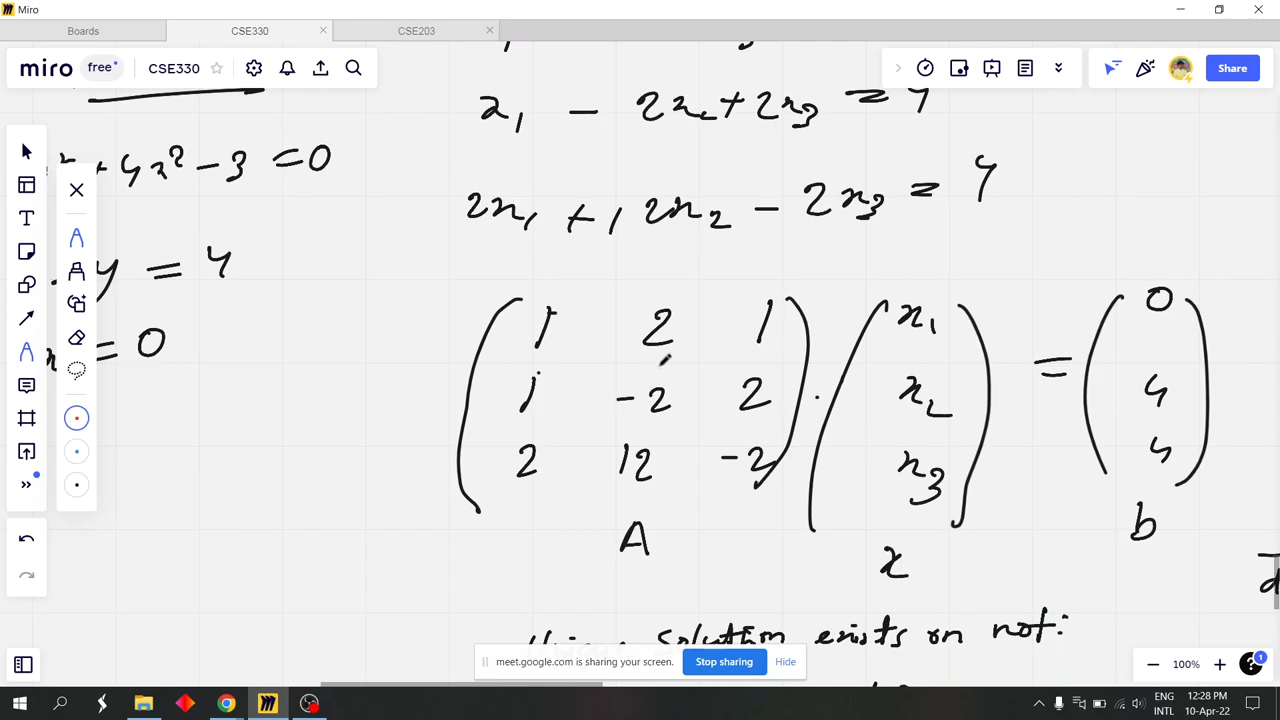 Miro
Boards
CSE330
CSE203
miro free CSE330
Share
x₁ - 2x₂ + 2x₃ = 4
+ 4x² - 3 = 0
2x₁ + 12x₂ - 2x₃ = 4
y = 4
= 0
1 2 1 x₁ 0
1 -2 2 . x₂ = 4
2 12 -2 x₃ 4
A x b
solution exists or not:
meet.google.com is sharing your screen. Stop sharing Hide
100%
1
ENG 12:28 PM
INTL 10-Apr-22